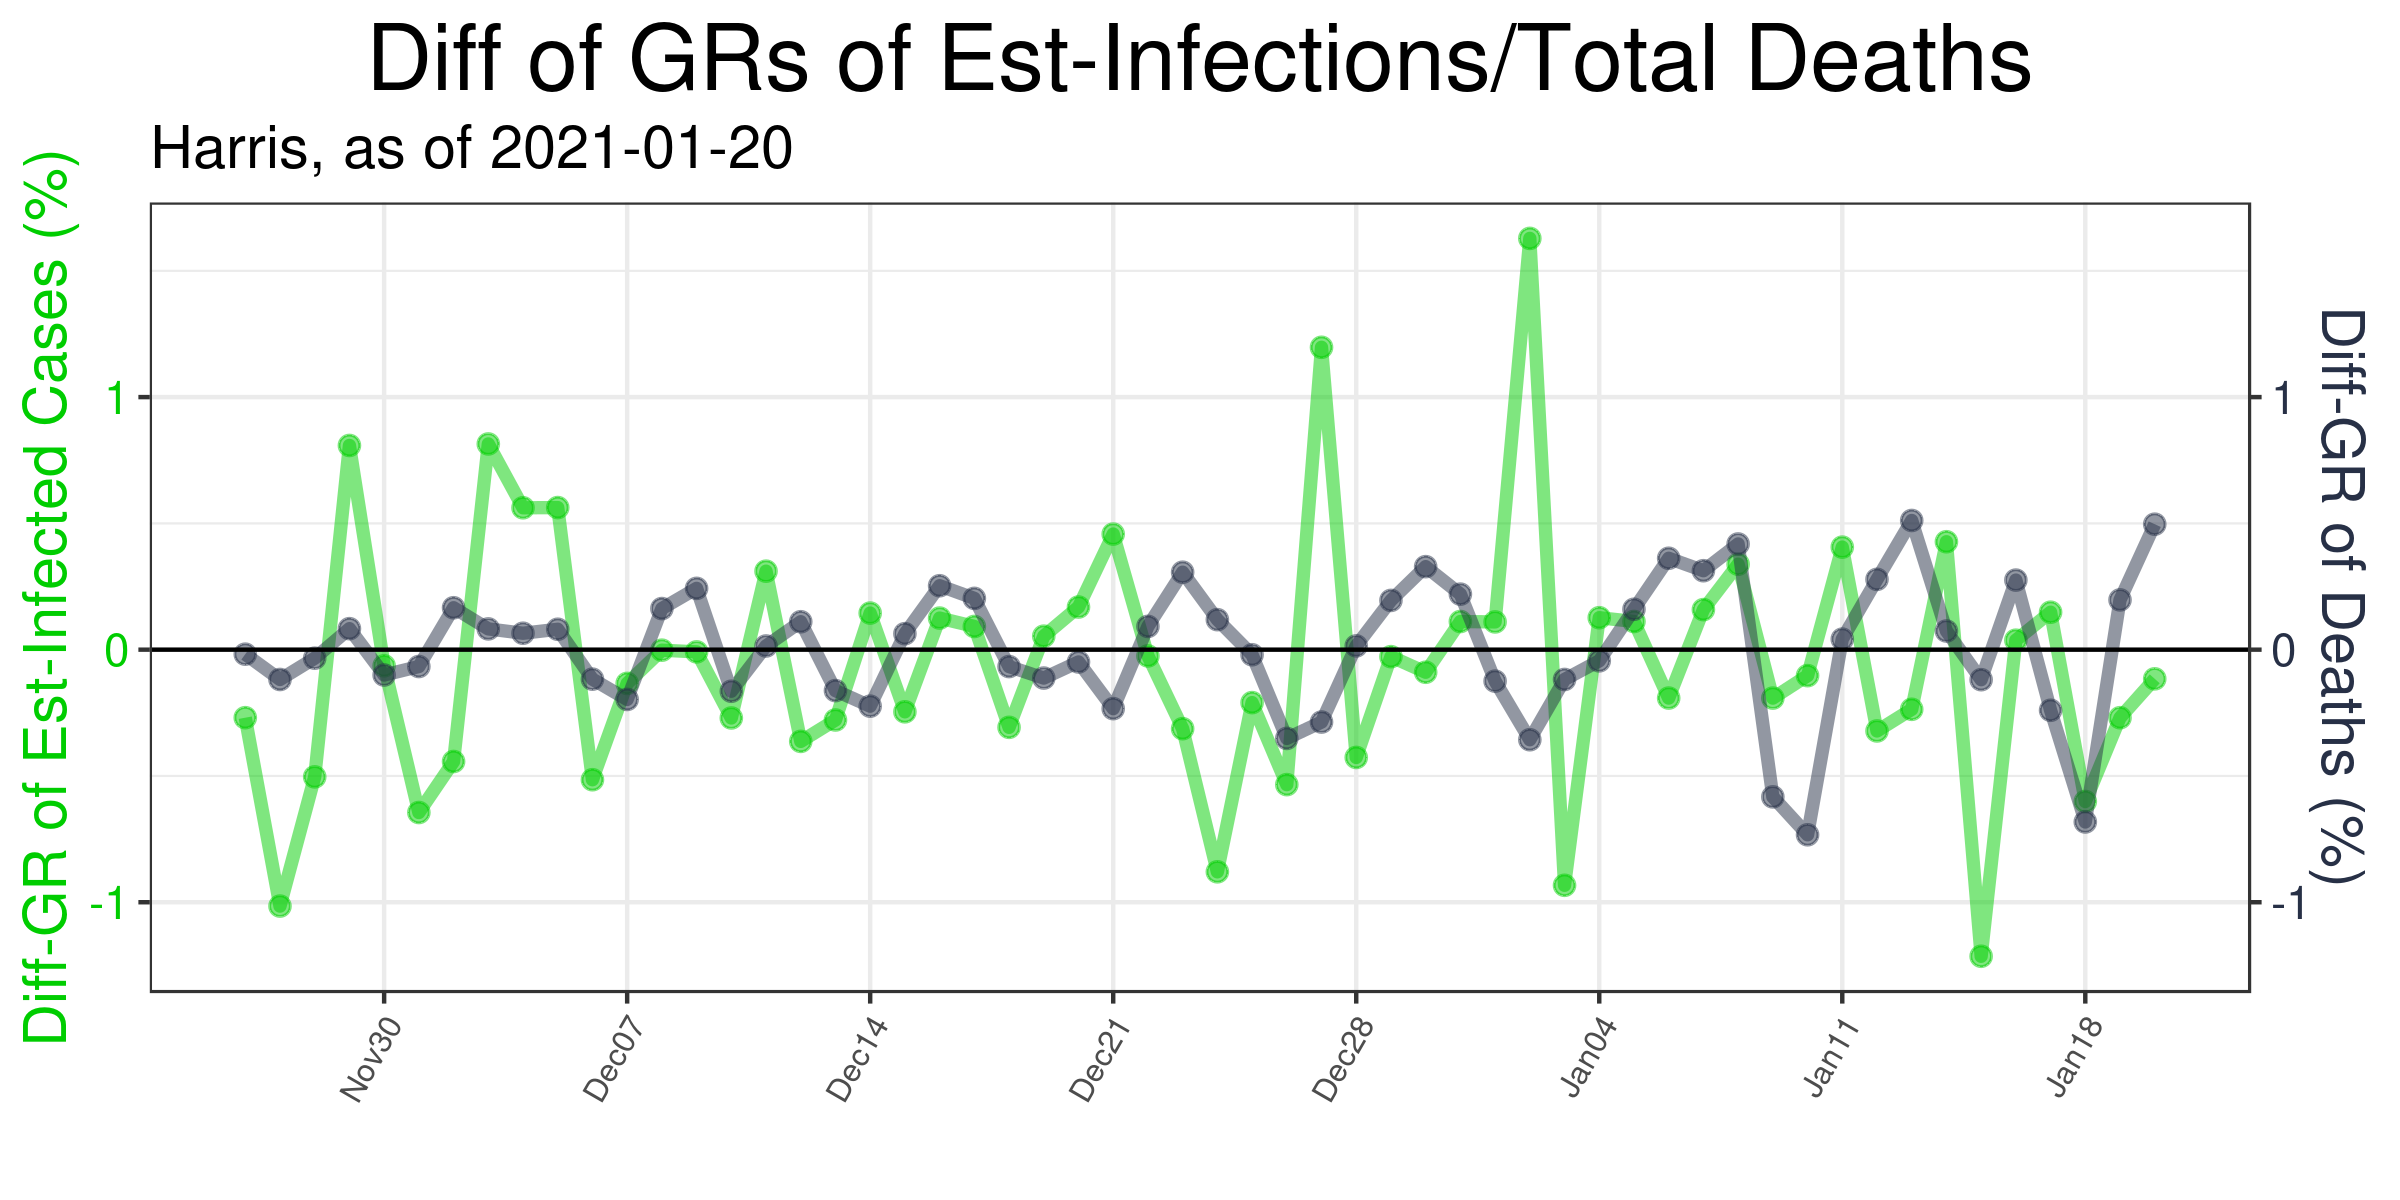 Diff of GRs of Est-Infections/Total Deaths
Harris, as of 2021-01-20
Diff-GR of Est-Infected Cases (%)
1
0
-1
1
0
-1
Diff-GR of Deaths (%)
Nov30
Dec07
Dec14
Dec21
Dec28
Jan04
Jan11
Jan18